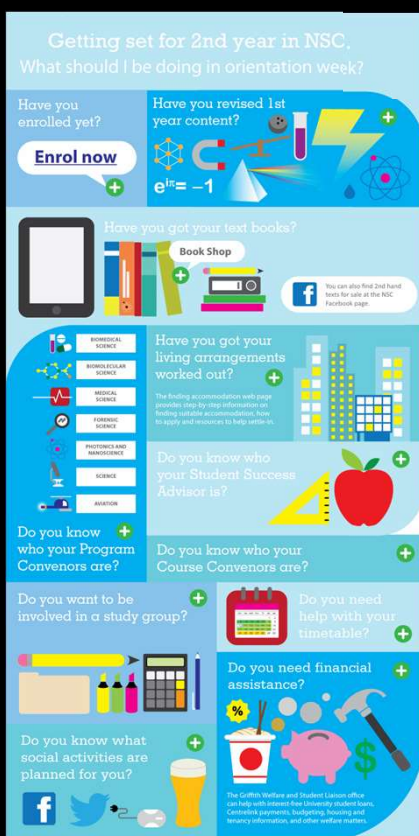 Getting set for 2nd year in NSC.
What should I be doing in orientation week?
Have you
enrolled yet?
Enrol now
Have you revised 1st
year content?
e^iπ = −1
Have you got your text books?
Book Shop
You can also find 2nd hand
texts for sale at the NSC
Facebook page.
BIOMEDICAL
SCIENCE
BIOMOLECULAR
SCIENCE
MEDICAL
SCIENCE
FORENSIC
SCIENCE
PHOTONICS AND
NANOSCIENCE
SCIENCE
AVIATION
Do you know
who your Program
Convenors are?
Have you got your
living arrangements
worked out?
The finding accommodation web page
provides step-by-step information on
finding suitable accommodation, how
to apply and resources to help settle-in.
Do you know who
your Student Success
Advisor is?
Do you know who your
Course Convenors are?
Do you want to be
involved in a study group?
Do you need
help with your
timetable?
Do you know what
social activities are
planned for you?
Do you need financial
assistance?
%
$
The Griffith Welfare and Student Liaison office
can help with interest-free University student loans,
Centrelink payments, budgeting, housing and
tenancy information, and other welfare matters.